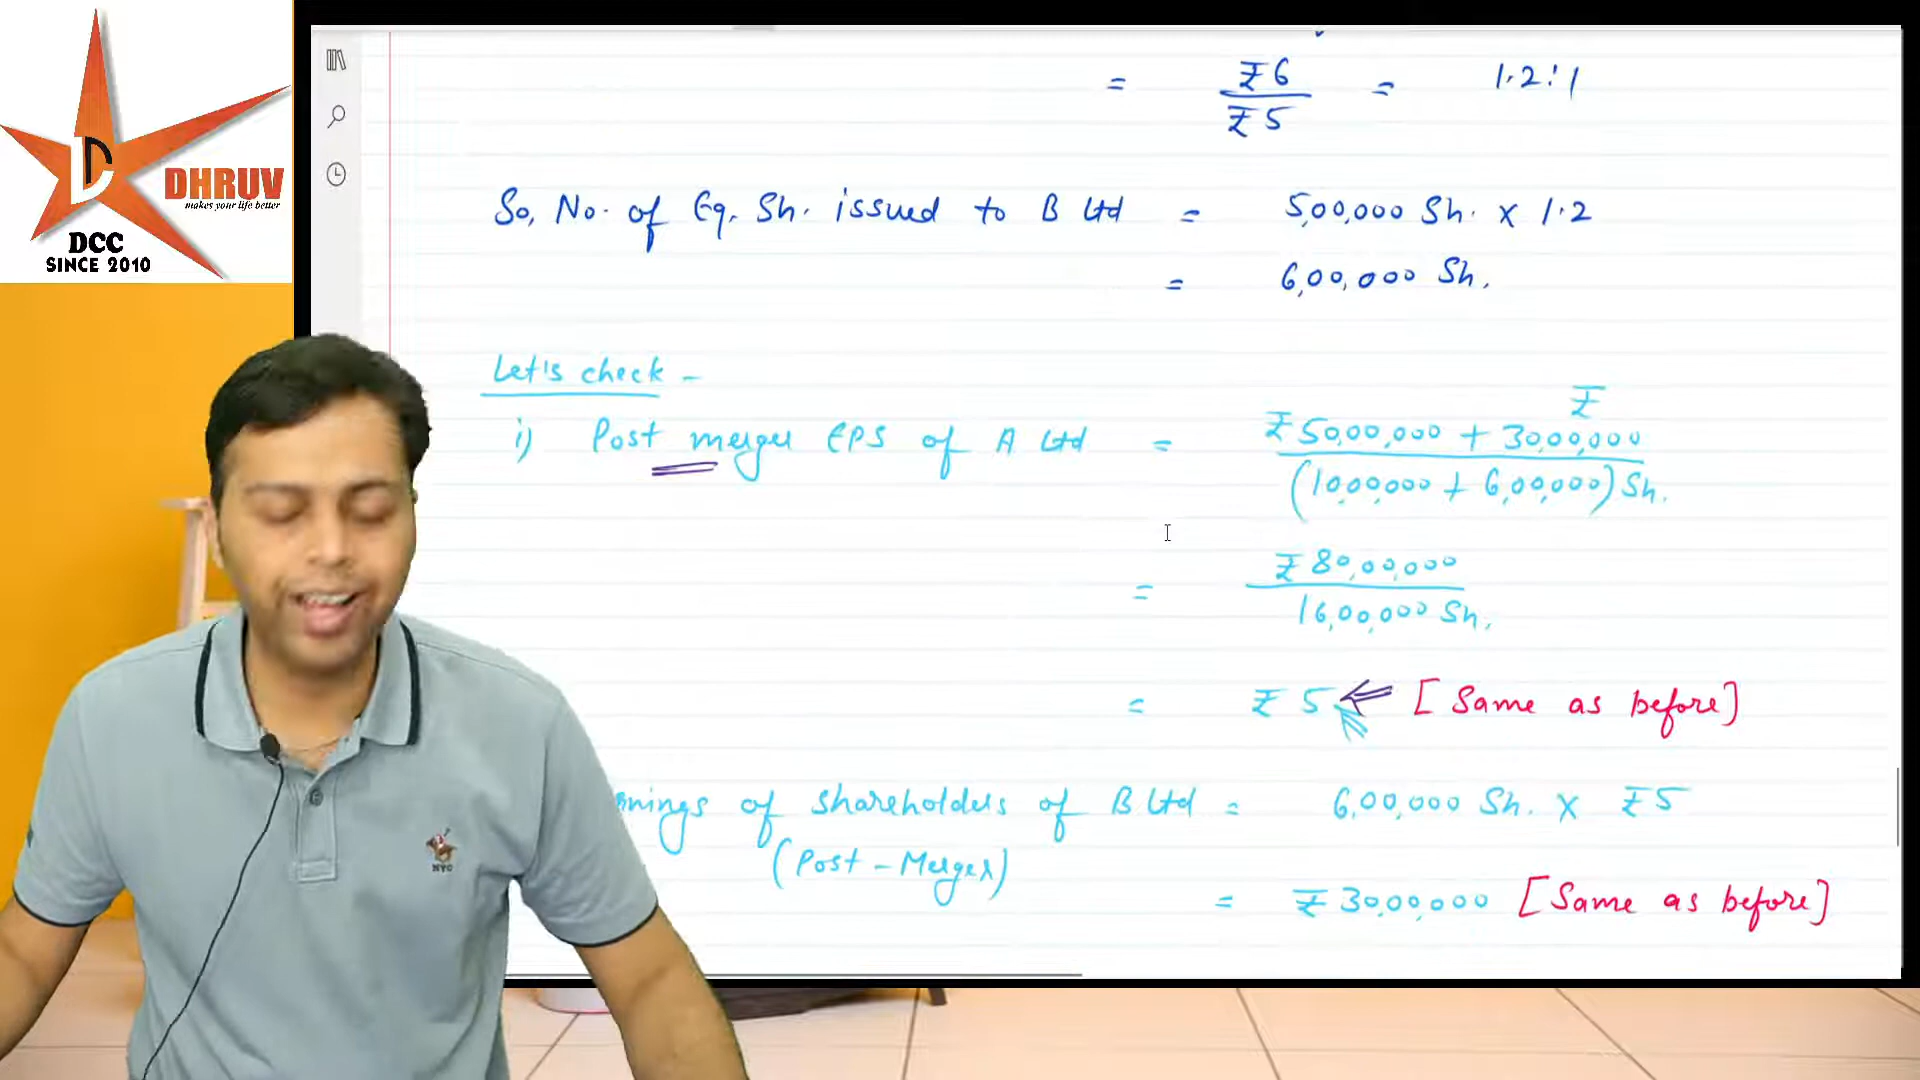 DHRUV
makes your life better
DCC
SINCE 2010
= ₹6 / ₹5 = 1.2:1
So, No. of Eq. Sh. issued to B Ltd = 5,00,000 Sh. x 1.2
= 6,00,000 Sh.
Let's check -
i) Post merger EPS of A Ltd = ₹50,00,000 + ₹30,00,000 / (10,00,000 + 6,00,000) Sh.
= ₹80,00,000 / 16,00,000 Sh.
= ₹5 [Same as before]
nings of shareholders of B Ltd = 6,00,000 Sh. x ₹5
(Post - Merger)
= ₹30,00,000 [Same as before]
NYC